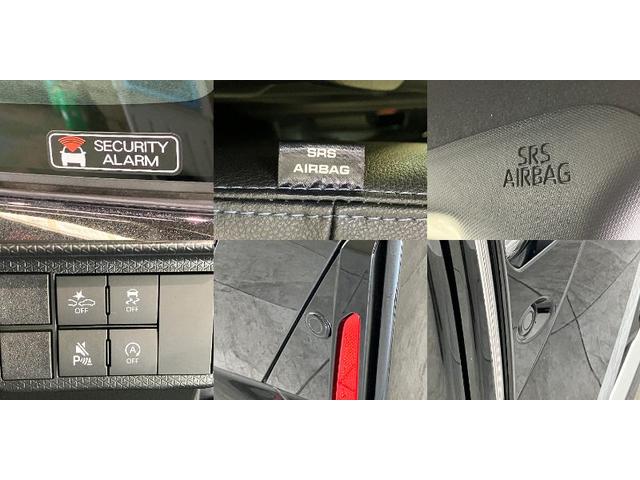 SECURITY
ALARM
SRS
AIRBAG
SRS
AIRBAG
OFF
OFF
P
A
OFF